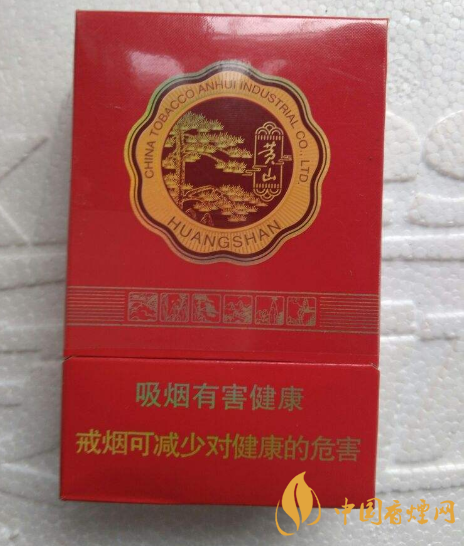 CHINA TOBACCO ANHUI INDUSTRIAL CO., LTD.
黄山
HUANGSHAN
吸烟有害健康
戒烟可减少对健康的危害
中国香烟网